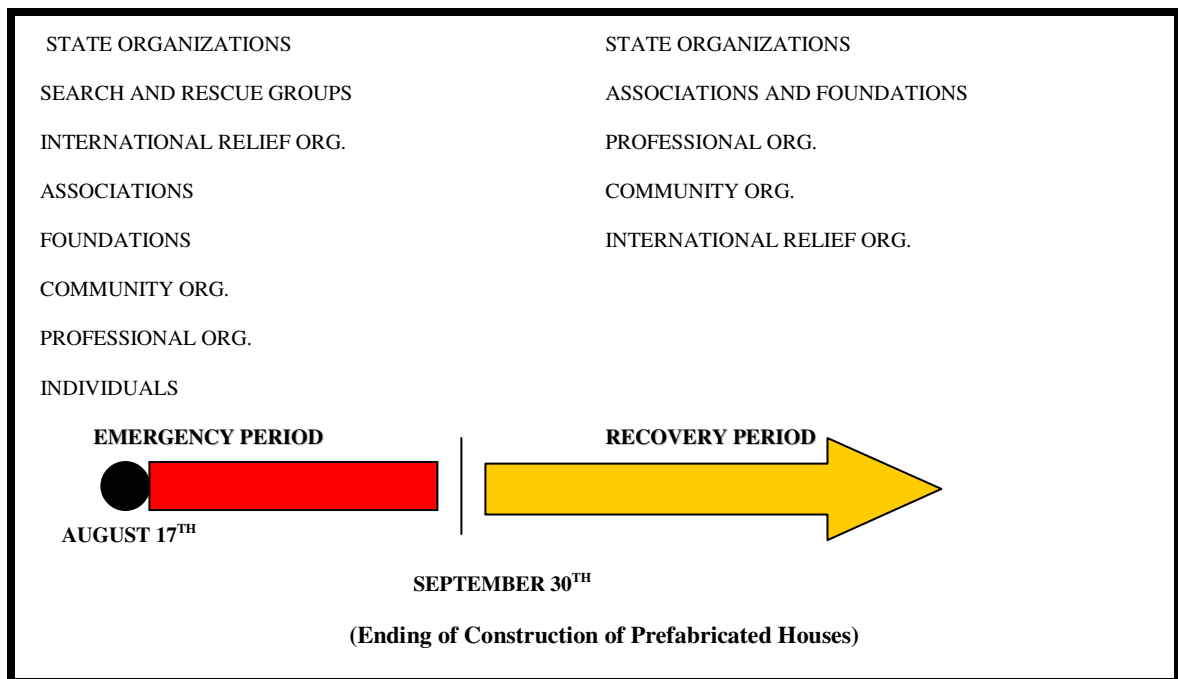 STATE ORGANIZATIONS
SEARCH AND RESCUE GROUPS
INTERNATIONAL RELIEF ORG.
ASSOCIATIONS
FOUNDATIONS
COMMUNITY ORG.
PROFESSIONAL ORG.
INDIVIDUALS
STATE ORGANIZATIONS
ASSOCIATIONS AND FOUNDATIONS
PROFESSIONAL ORG.
COMMUNITY ORG.
INTERNATIONAL RELIEF ORG.
EMERGENCY PERIOD
RECOVERY PERIOD
AUGUST 17TH
SEPTEMBER 30TH
(Ending of Construction of Prefabricated Houses)